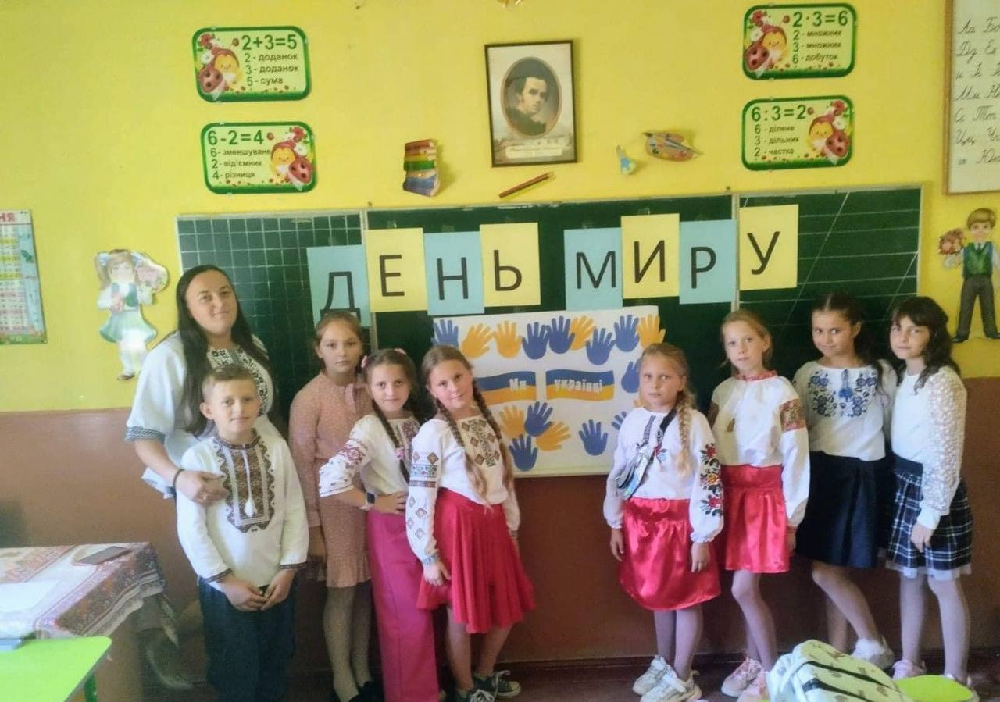 2+3=5
2 - доданок
3 - доданок
5 - сума
6-2=4
6 - зменшуване
2 - від'ємник
4 - різниця
2·3=6
2 - множник
3 - множник
6 - добуток
6:3=2
6 - ділене
3 - дільник
2 - частка
ДЕНЬ МИРУ
Ми українці